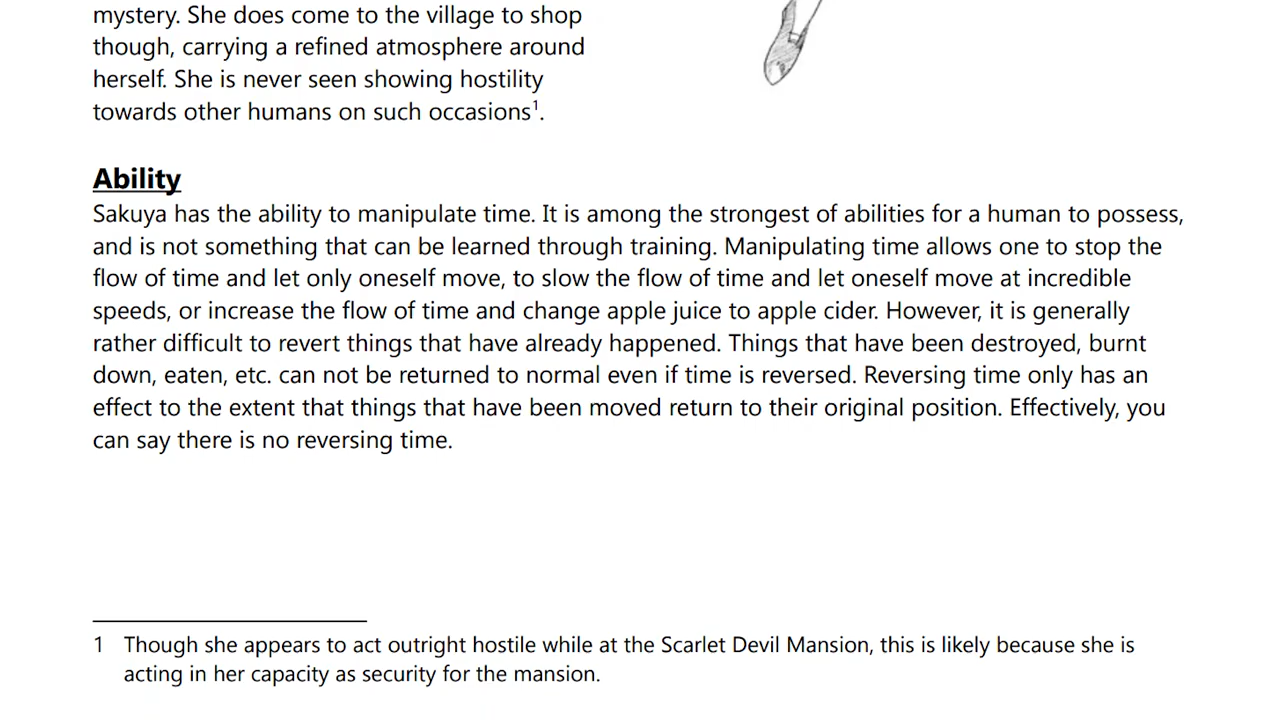 mystery. She does come to the village to shop
though, carrying a refined atmosphere around
herself. She is never seen showing hostility
towards other humans on such occasions¹.
Ability
Sakuya has the ability to manipulate time. It is among the strongest of abilities for a human to possess,
and is not something that can be learned through training. Manipulating time allows one to stop the
flow of time and let only oneself move, to slow the flow of time and let oneself move at incredible
speeds, or increase the flow of time and change apple juice to apple cider. However, it is generally
rather difficult to revert things that have already happened. Things that have been destroyed, burnt
down, eaten, etc. can not be returned to normal even if time is reversed. Reversing time only has an
effect to the extent that things that have been moved return to their original position. Effectively, you
can say there is no reversing time.
1 Though she appears to act outright hostile while at the Scarlet Devil Mansion, this is likely because she is
acting in her capacity as security for the mansion.